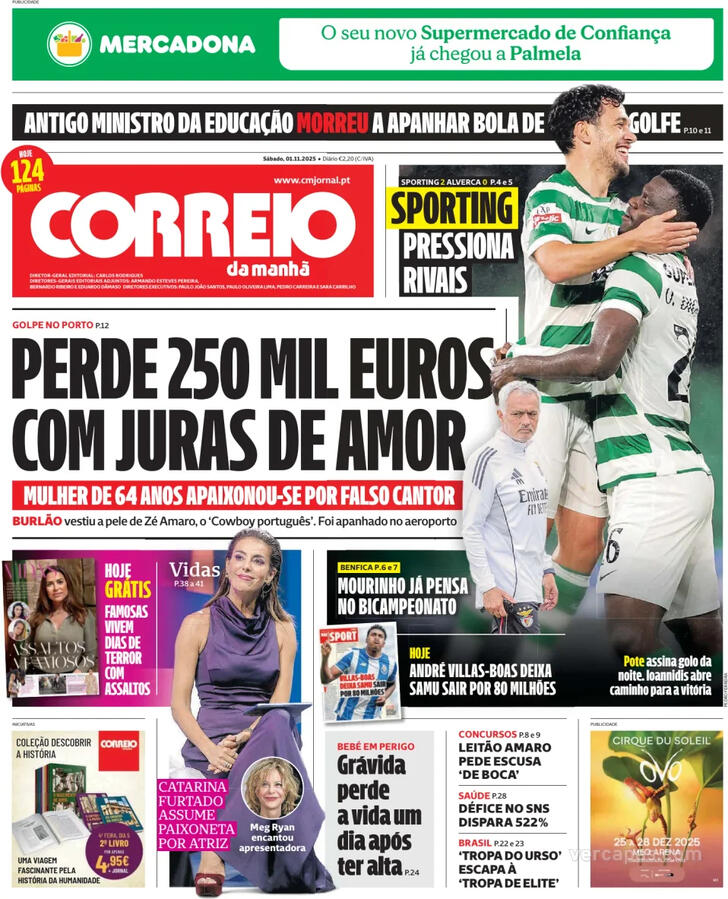 PUBLICIDADE
MERCADONA
O seu novo Supermercado de Confiança
já chegou a Palmela
ANTIGO MINISTRO DA EDUCAÇÃO MORREU A APANHAR BOLA DE GOLFE P.10 e 11
HOJE
124
PÁGINAS
Sábado, 01.11.2025 • Diário €2,20 (C/IVA)
www.cmjornal.pt
CORREIO
da manhã
DIRETOR-GERAL EDITORIAL: CARLOS RODRIGUES
DIRETORES-GERAIS EDITORIAIS ADJUNTOS: ARMANDO ESTEVES PEREIRA,
BERNARDO RIBEIRO E EDUARDO DÂMASO DIRETORES EXECUTIVOS: PAULO JOÃO SANTOS, PAULO OLIVEIRA LIMA, PEDRO CARREIRA E SARA CARRILHO
SPORTING 2 ALVERCA 0 P.4 e 5
SPORTING
PRESSIONA
RIVAIS
GOLPE NO PORTO P.12
PERDE 250 MIL EUROS
COM JURAS DE AMOR
MULHER DE 64 ANOS APAIXONOU-SE POR FALSO CANTOR
BURLÃO vestiu a pele de Zé Amaro, o ‘Cowboy português’. Foi apanhado no aeroporto
HOJE
GRÁTIS
FAMOSAS
VIVEM
DIAS DE
TERROR
COM
ASSALTOS
ASSALTOS
A FAMOSOS
Vidas
P.38 a 41
BENFICA P.6 e 7
MOURINHO JÁ PENSA
NO BICAMPEONATO
SPORT
VILLAS-BOAS
DEIXA SAMU SAIR
POR 80 MILHÕES
HOJE
ANDRÉ VILLAS-BOAS DEIXA
SAMU SAIR POR 80 MILHÕES
Emirates
FLY BETTER
Pote assina golo da
noite. Ioannidis abre
caminho para a vitória
INICIATIVAS
COLEÇÃO DESCOBRIR
A HISTÓRIA
CORREIO
4ª FEIRA, DIA 5
2º LIVRO
POR APENAS
4,95€
+ JORNAL
UMA VIAGEM
FASCINANTE PELA
HISTÓRIA DA HUMANIDADE
CATARINA
FURTADO
ASSUME
PAIXONETA
POR ATRIZ
Meg Ryan
encantou
apresentadora
BEBÉ EM PERIGO
Grávida
perde
a vida um
dia após
ter alta P.24
CONCURSOS P.8 e 9
LEITÃO AMARO
PEDE ESCUSA
‘DE BOCA’
SAÚDE P.28
DÉFICE NO SNS
DISPARA 522%
BRASIL P.22 e 23
‘TROPA DO URSO’
ESCAPA À
‘TROPA DE ELITE’
PUBLICIDADE
CIRQUE DU SOLEIL
OVO
25 a 28 DEZ 2025
MEO ARENA
vercapas.com